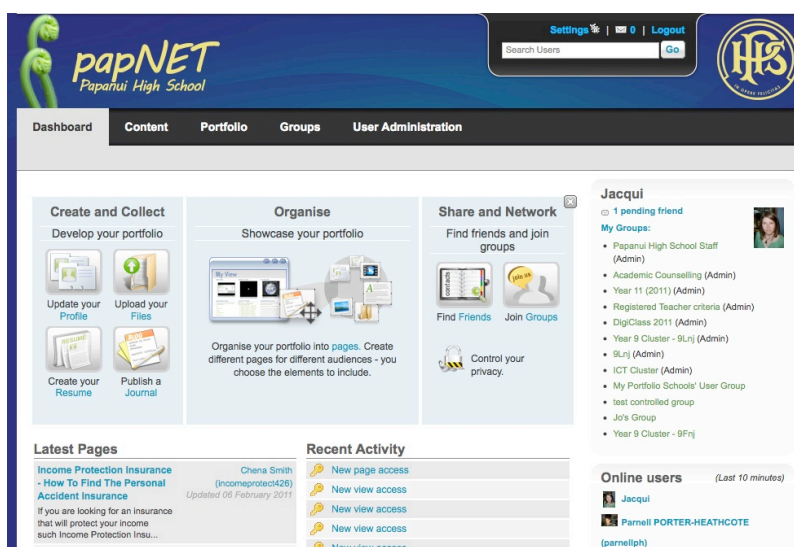 papNET
Papanui High School
Settings | 0 | Logout
Search Users Go
Dashboard Content Portfolio Groups User Administration
Create and Collect
Develop your portfolio
Update your
Profile
Upload your
Files
Create your
Resume
Publish a
Journal
Organise
Showcase your portfolio
My View
Organise your portfolio into pages. Create
different pages for different audiences - you
choose the elements to include.
Share and Network
Find friends and join
groups
contacts
join us
Find Friends Join Groups
Control your
privacy.
Jacqui
1 pending friend
My Groups:
• Papanui High School Staff
(Admin)
• Academic Counselling (Admin)
• Year 11 (2011) (Admin)
• Registered Teacher criteria (Admin)
• DigiClass 2011 (Admin)
• Year 9 Cluster - 9Lnj (Admin)
• 9Lnj (Admin)
• ICT Cluster (Admin)
• My Portfolio Schools' User Group
• test controlled group
• Jo's Group
• Year 9 Cluster - 9Fnj
Latest Pages
Income Protection Insurance
- How To Find The Personal
Accident Insurance
Chena Smith
(incomeprotect426)
Updated 06 February 2011
If you are looking for an insurance
that will protect your income
such Income Protection Insu...
Recent Activity
New page access
New view access
New view access
New view access
New view access
Online users (Last 10 minutes)
Jacqui
Parnell PORTER-HEATHCOTE
(parnellph)